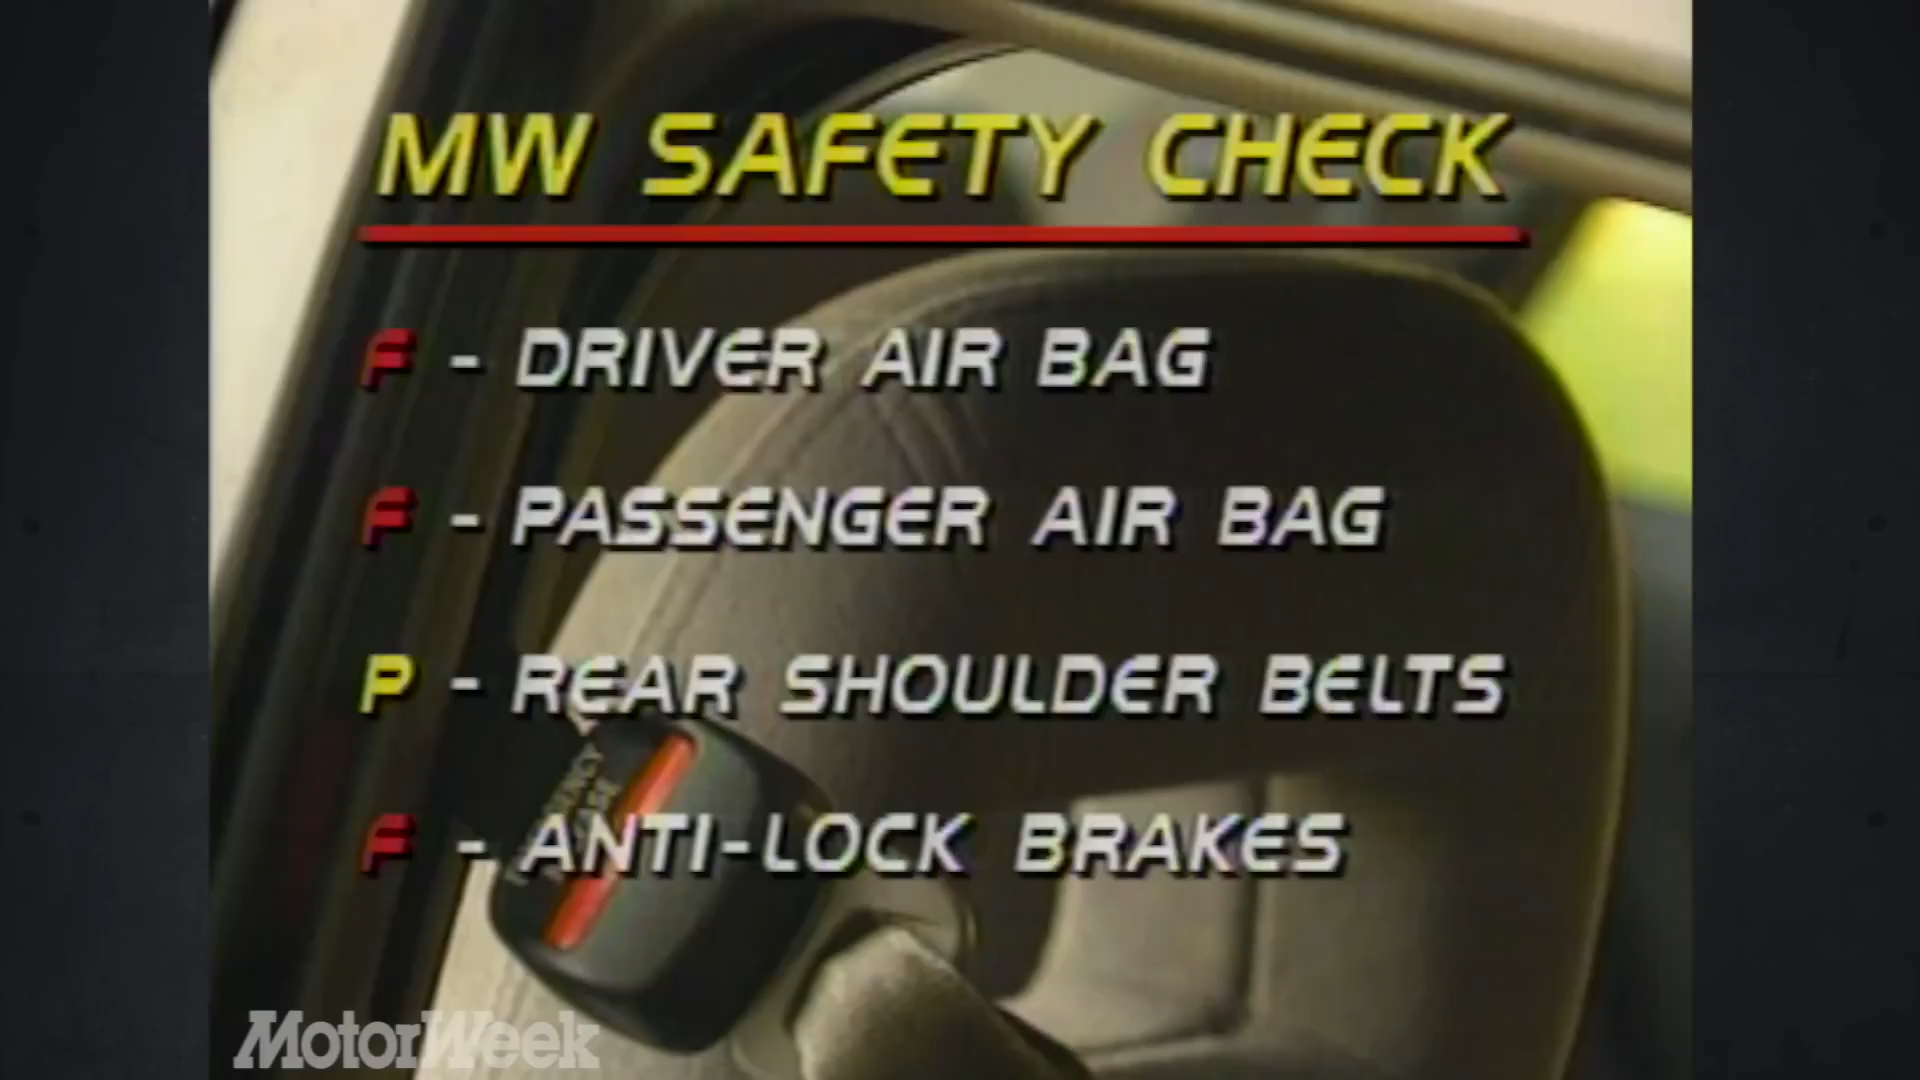 MW SAFETY CHECK
F - DRIVER AIR BAG
F - PASSENGER AIR BAG
P - REAR SHOULDER BELTS
F - ANTI-LOCK BRAKES
MotorWeek